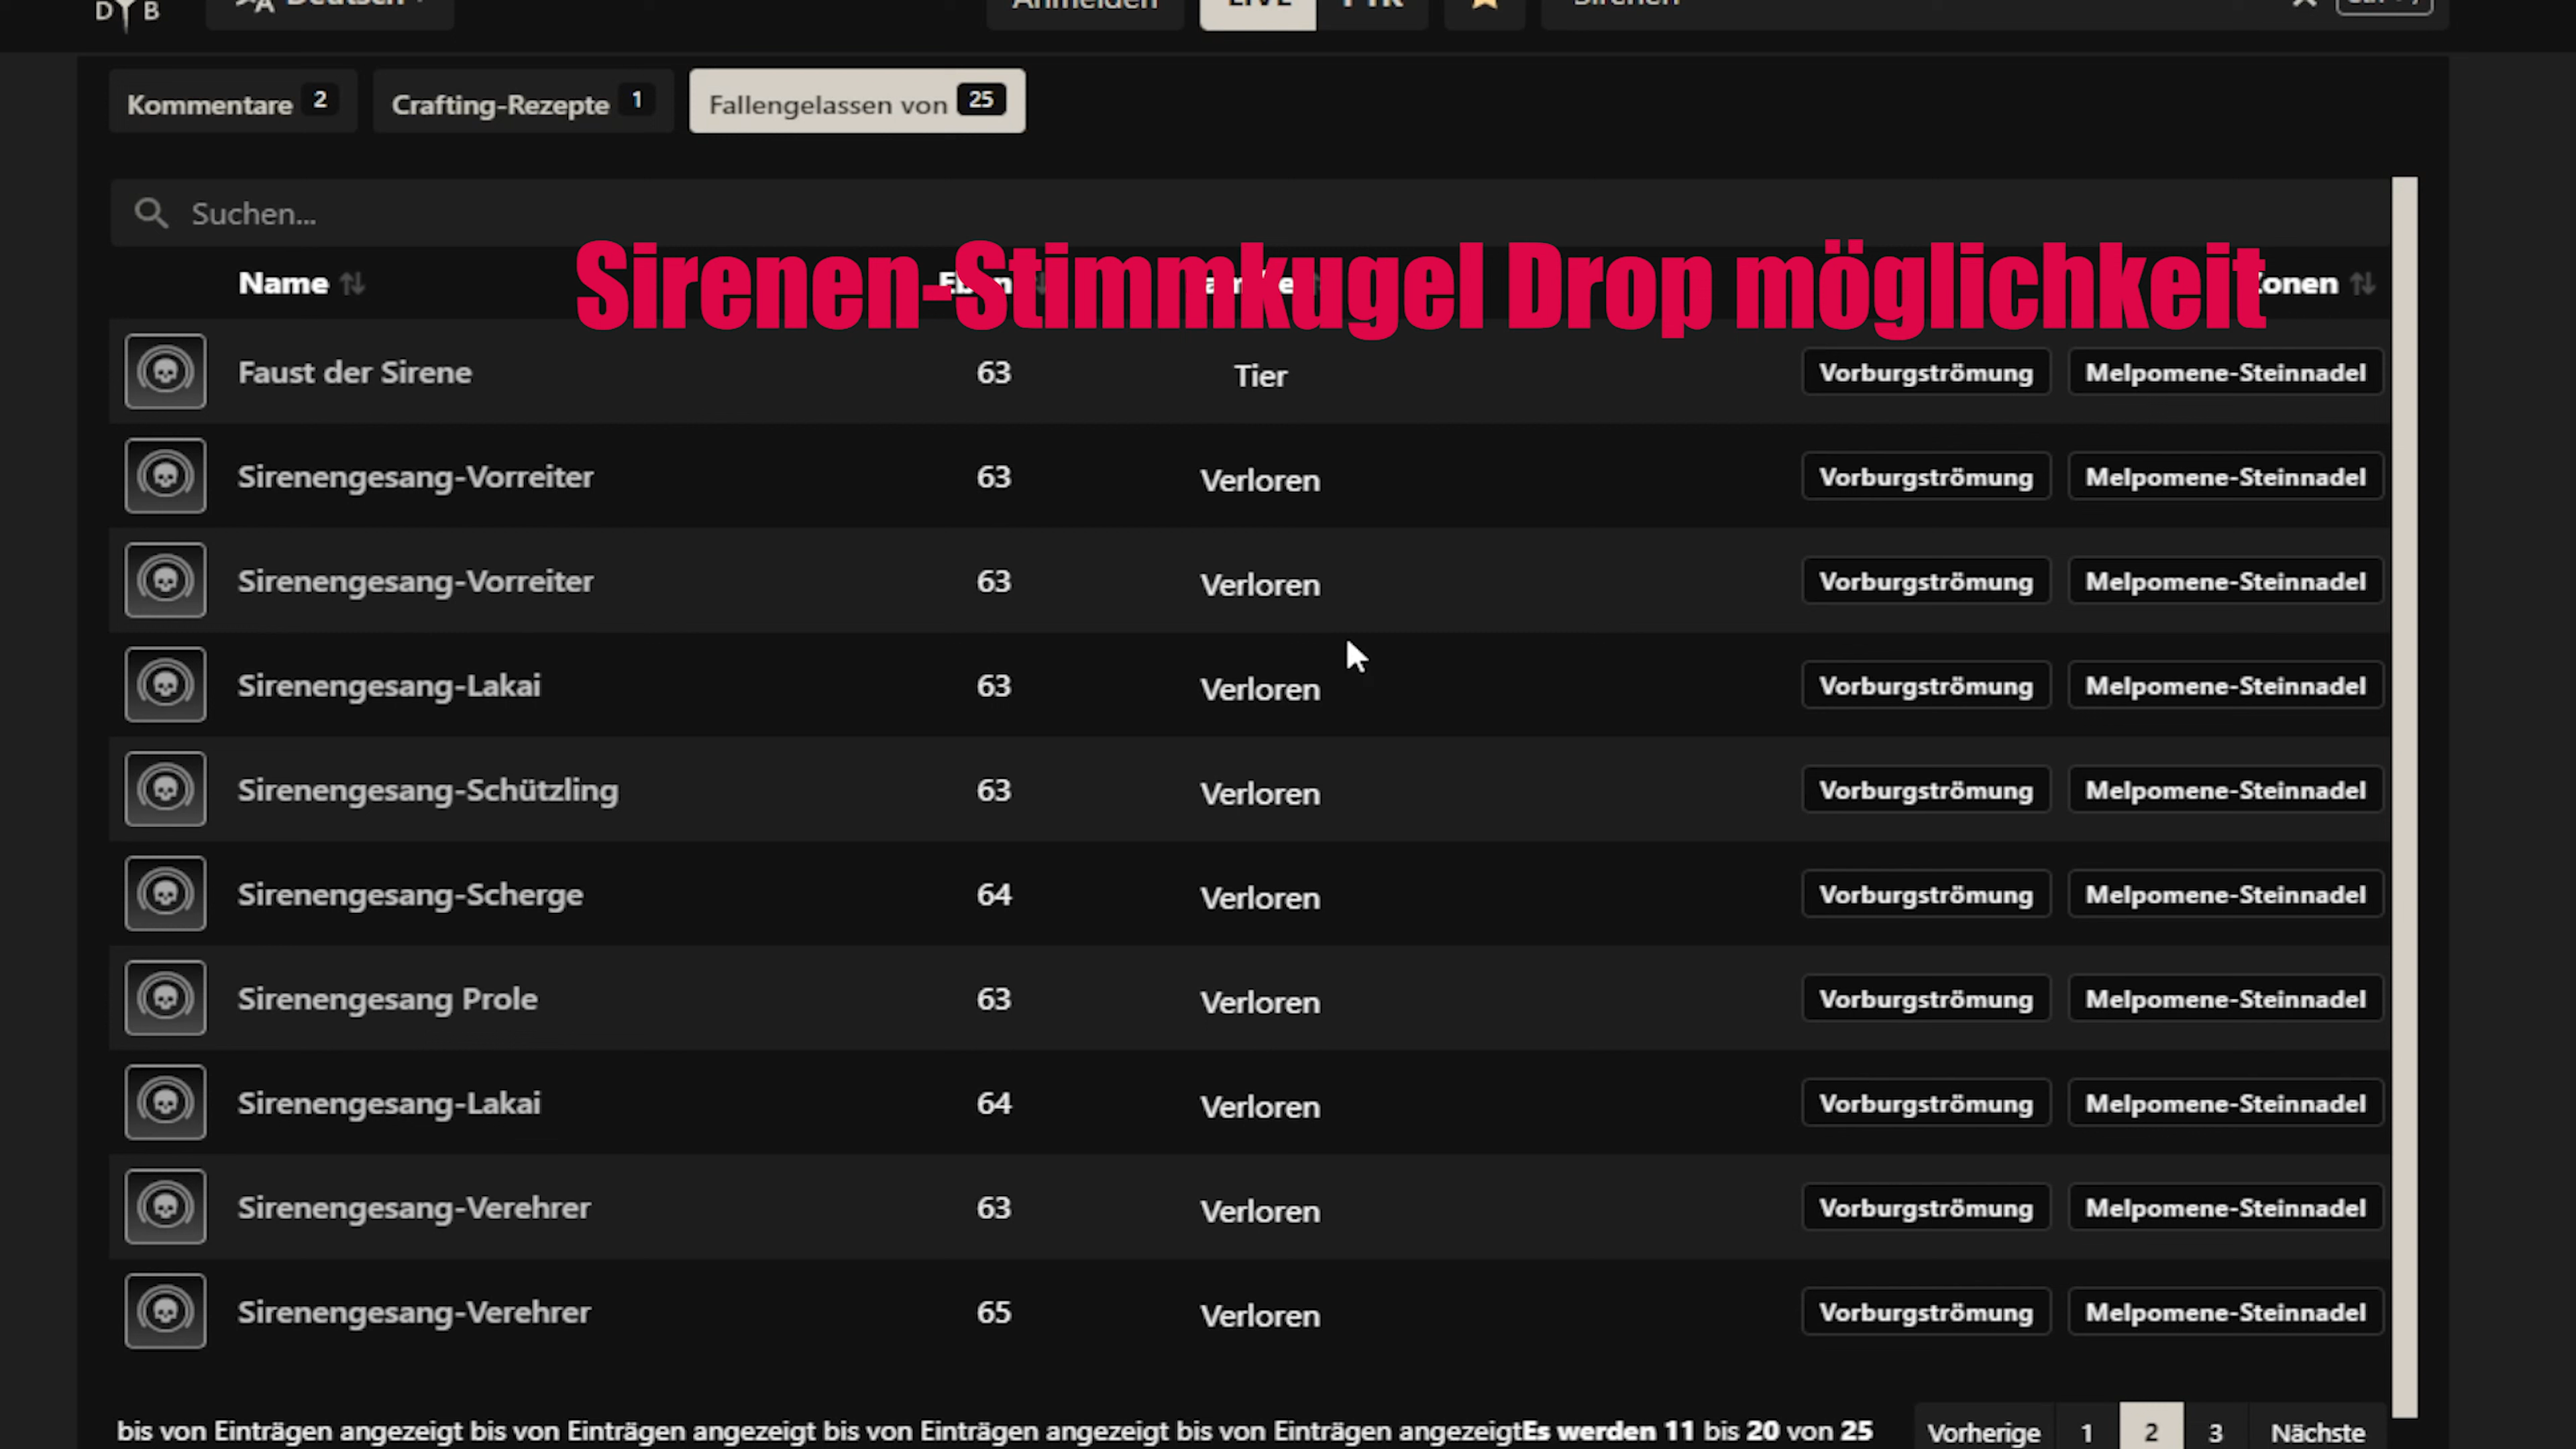 D B Deutsch Anmelden LIVE PTR Sirenen
Kommentare 2 Crafting-Rezepte 1 Fallengelassen von 25
Suchen...
Sirenen-Stimmkugel Drop möglichkeit
Name
Faust der Sirene 63 Tier Vorburgströmung Melpomene-Steinnadel
Sirenengesang-Vorreiter 63 Verloren Vorburgströmung Melpomene-Steinnadel
Sirenengesang-Vorreiter 63 Verloren Vorburgströmung Melpomene-Steinnadel
Sirenengesang-Lakai 63 Verloren Vorburgströmung Melpomene-Steinnadel
Sirenengesang-Schützling 63 Verloren Vorburgströmung Melpomene-Steinnadel
Sirenengesang-Scherge 64 Verloren Vorburgströmung Melpomene-Steinnadel
Sirenengesang Prole 63 Verloren Vorburgströmung Melpomene-Steinnadel
Sirenengesang-Lakai 64 Verloren Vorburgströmung Melpomene-Steinnadel
Sirenengesang-Verehrer 63 Verloren Vorburgströmung Melpomene-Steinnadel
Sirenengesang-Verehrer 65 Verloren Vorburgströmung Melpomene-Steinnadel
bis von Einträgen angezeigt bis von Einträgen angezeigt bis von Einträgen angezeigt bis von Einträgen angezeigtEs werden 11 bis 20 von 25 Vorherige 1 2 3 Nächste